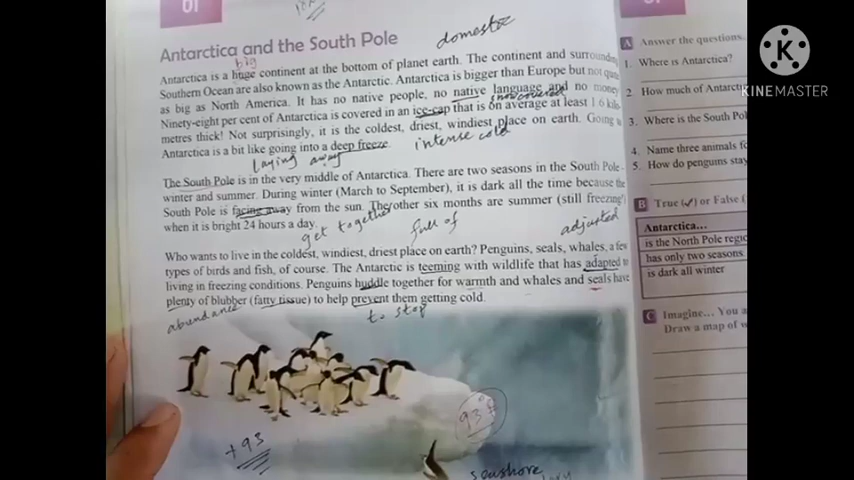 01
Antarctica and the South Pole
domestic
big
Antarctica is a huge continent at the bottom of planet earth. The continent and surrounding
Southern Ocean are also known as the Antarctic. Antarctica is bigger than Europe but not quite
as big as North America. It has no native people, no native language and no money
snowcovered
Ninety-eight per cent of Antarctica is covered in an ice-cap that is on average at least 1.6 kilo-
metres thick! Not surprisingly, it is the coldest, driest, windiest place on earth. Going
Antarctica is a bit like going into a deep freeze.
intense cold
laying away
The South Pole is in the very middle of Antarctica. There are two seasons in the South Pole -
winter and summer. During winter (March to September), it is dark all the time because the
South Pole is facing away from the sun. The other six months are summer (still freezing!)
when it is bright 24 hours a day.
get together
full of
adjusted
Who wants to live in the coldest, windiest, driest place on earth? Penguins, seals, whales, a few
types of birds and fish, of course. The Antarctic is teeming with wildlife that has adapted to
living in freezing conditions. Penguins huddle together for warmth and whales and seals have
plenty of blubber (fatty tissue) to help prevent them getting cold.
abundance
to stop
93
+93
seashore
A Answer the questions.
1. Where is Antarctica?
2. How much of Antarctic
3. Where is the South Pol
4. Name three animals fo
5. How do penguins stay
B True (✓) or False (
Antarctica...
is the North Pole regio
has only two seasons
is dark all winter
C Imagine... You a
Draw a map of w
K
KINEMASTER